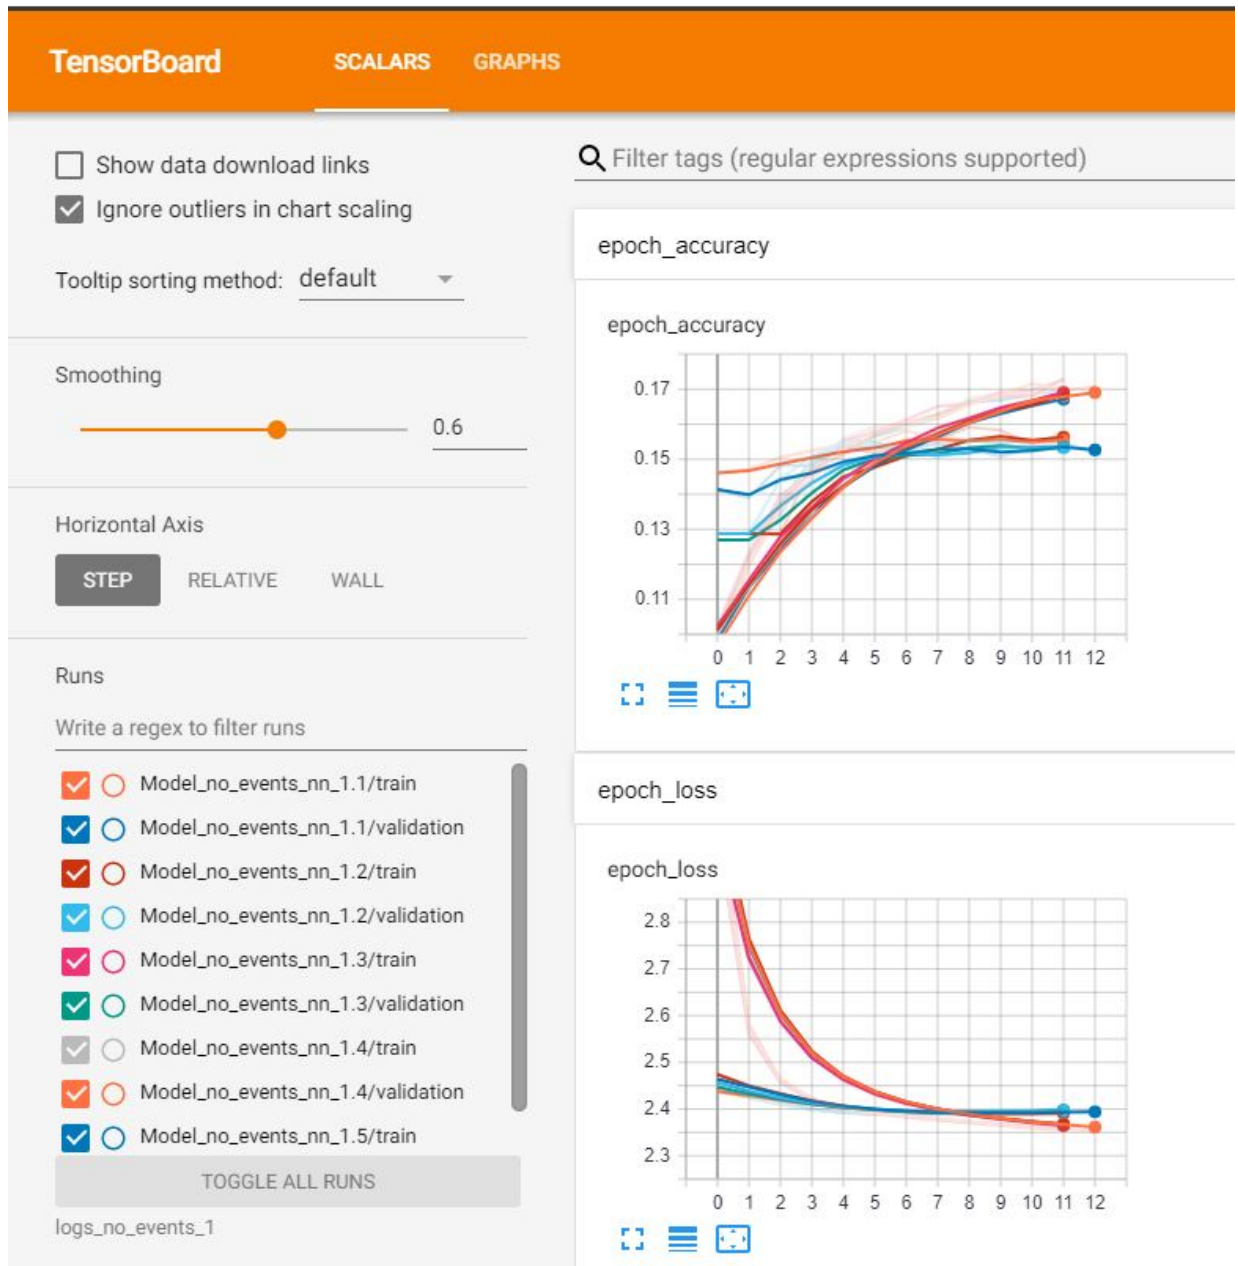 TensorBoard SCALARS GRAPHS
Show data download links
Ignore outliers in chart scaling
Tooltip sorting method: default
Smoothing
0.6
Horizontal Axis
STEP RELATIVE WALL
Runs
Write a regex to filter runs
Model_no_events_nn_1.1/train
Model_no_events_nn_1.1/validation
Model_no_events_nn_1.2/train
Model_no_events_nn_1.2/validation
Model_no_events_nn_1.3/train
Model_no_events_nn_1.3/validation
Model_no_events_nn_1.4/train
Model_no_events_nn_1.4/validation
Model_no_events_nn_1.5/train
TOGGLE ALL RUNS
logs_no_events_1
Filter tags (regular expressions supported)
epoch_accuracy
epoch_accuracy
0.17
0.15
0.13
0.11
0 1 2 3 4 5 6 7 8 9 10 11 12
epoch_loss
epoch_loss
2.8
2.7
2.6
2.5
2.4
2.3
0 1 2 3 4 5 6 7 8 9 10 11 12